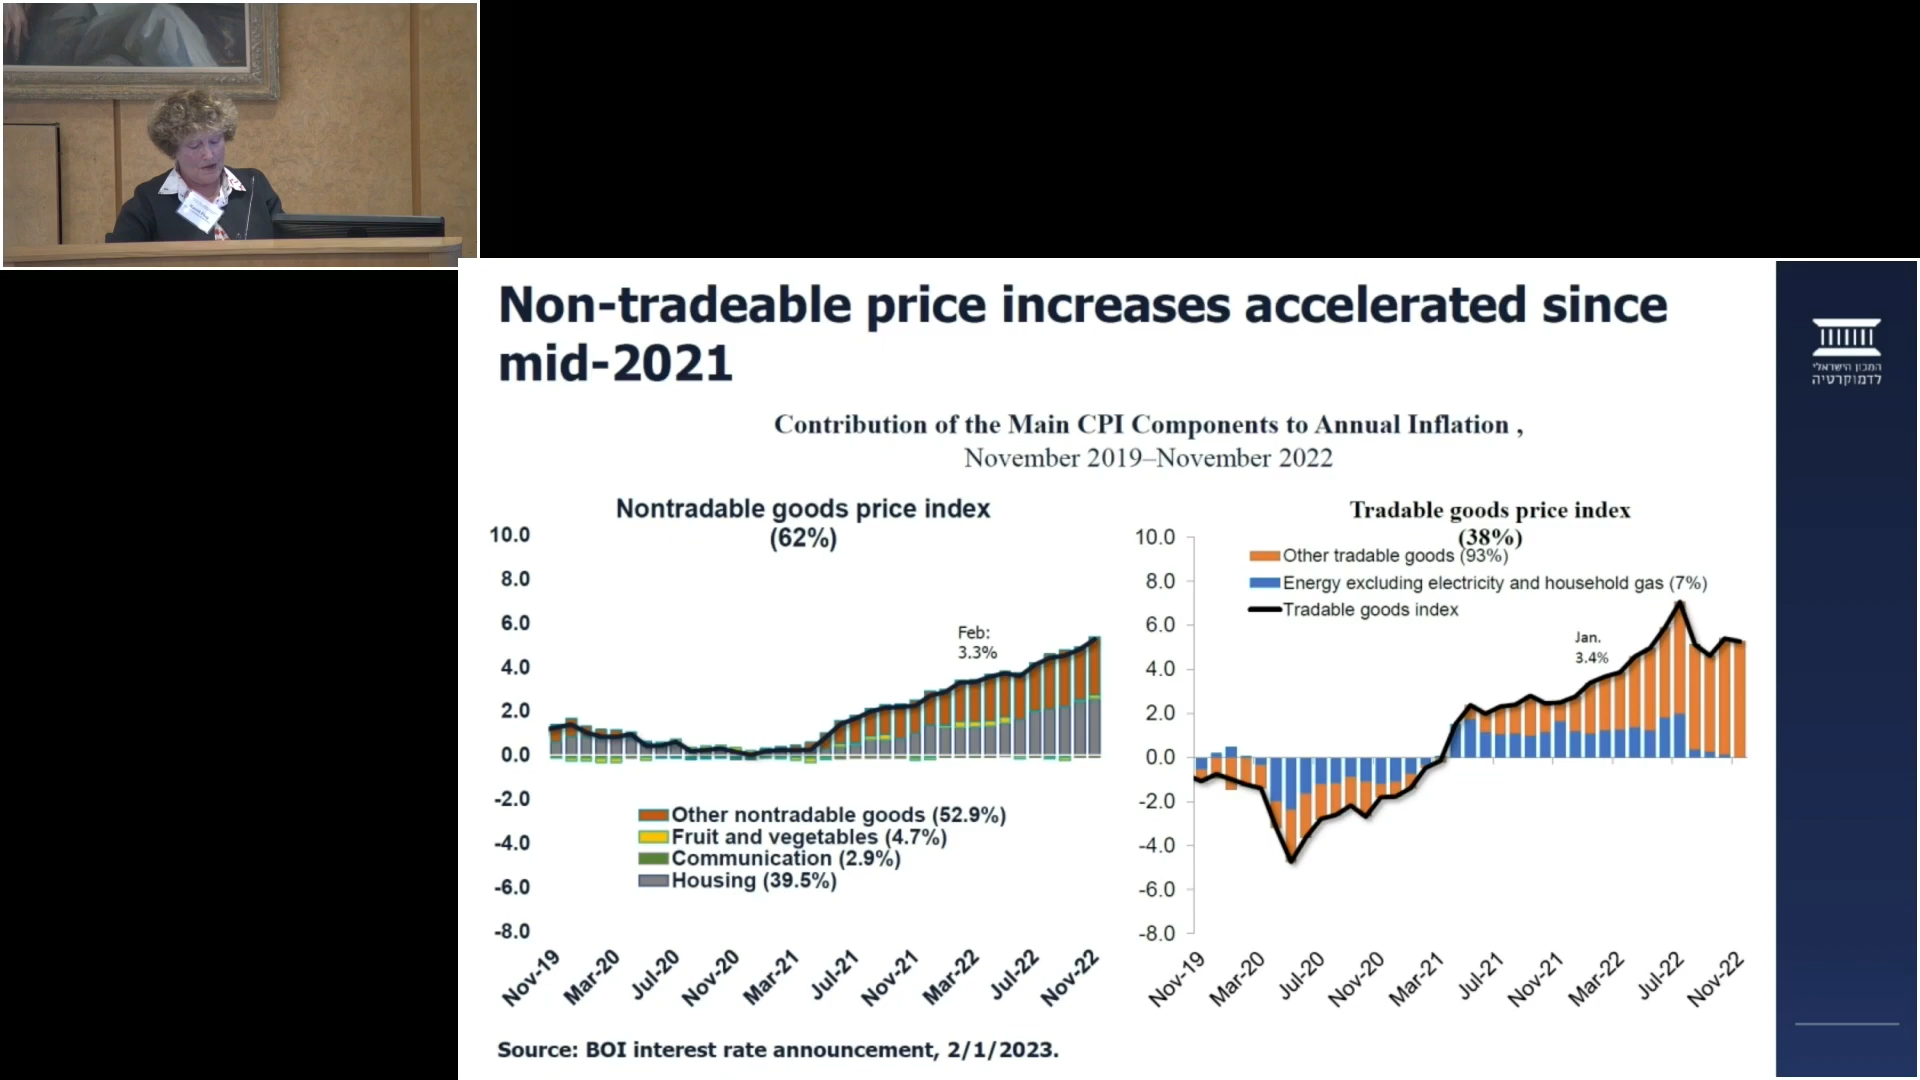 Non-tradeable price increases accelerated since
mid-2021
המכון הישראלי
לדמוקרטיה
Contribution of the Main CPI Components to Annual Inflation ,
November 2019–November 2022
Nontradable goods price index
(62%)
10.0
8.0
6.0
4.0
2.0
0.0
-2.0
-4.0
-6.0
-8.0
Feb:
3.3%
Other nontradable goods (52.9%)
Fruit and vegetables (4.7%)
Communication (2.9%)
Housing (39.5%)
Nov-19
Mar-20
Jul-20
Nov-20
Mar-21
Jul-21
Nov-21
Mar-22
Jul-22
Nov-22
Tradable goods price index
(38%)
Other tradable goods (93%)
Energy excluding electricity and household gas (7%)
Tradable goods index
10.0
8.0
6.0
4.0
2.0
0.0
-2.0
-4.0
-6.0
-8.0
Jan.
3.4%
Nov-19
Mar-20
Jul-20
Nov-20
Mar-21
Jul-21
Nov-21
Mar-22
Jul-22
Nov-22
Source: BOI interest rate announcement, 2/1/2023.